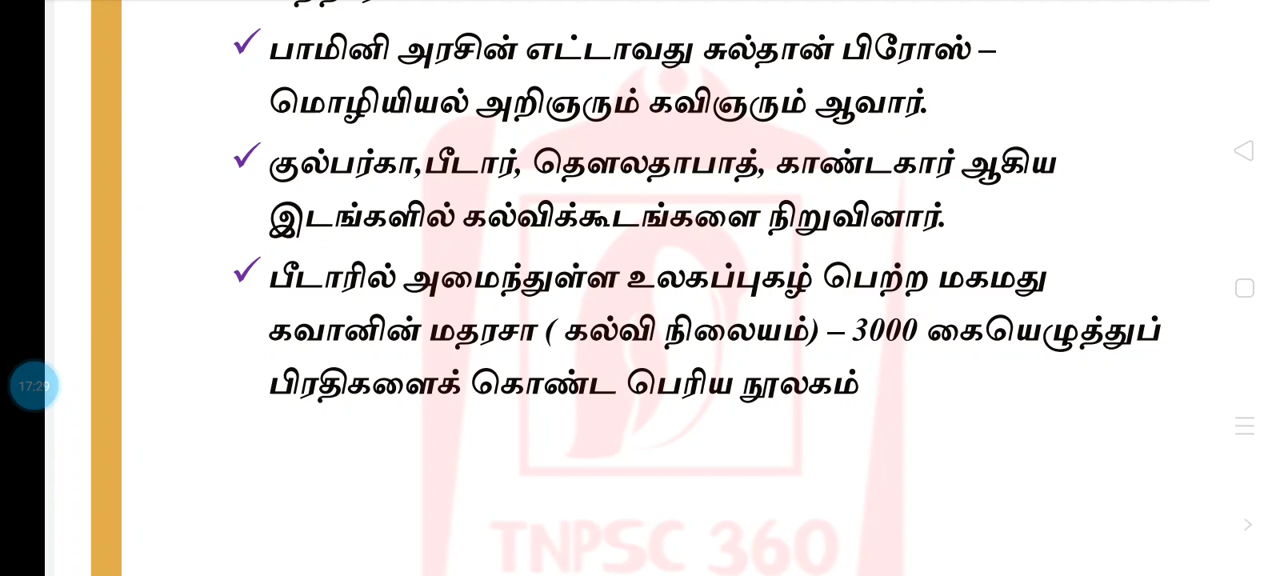 பாமினி அரசின் எட்டாவது சுல்தான் பிரோஸ் –
மொழியியல் அறிஞரும் கவிஞரும் ஆவார்.
குல்பர்கா,பீடார், தௌலதாபாத், காண்டகார் ஆகிய
இடங்களில் கல்விக்கூடங்களை நிறுவினார்.
பீடாரில் அமைந்துள்ள உலகப்புகழ் பெற்ற மகமது
கவானின் மதரசா ( கல்வி நிலையம்) – 3000 கையெழுத்துப்
பிரதிகளைக் கொண்ட பெரிய நூலகம்
17:29
TNPSC 360